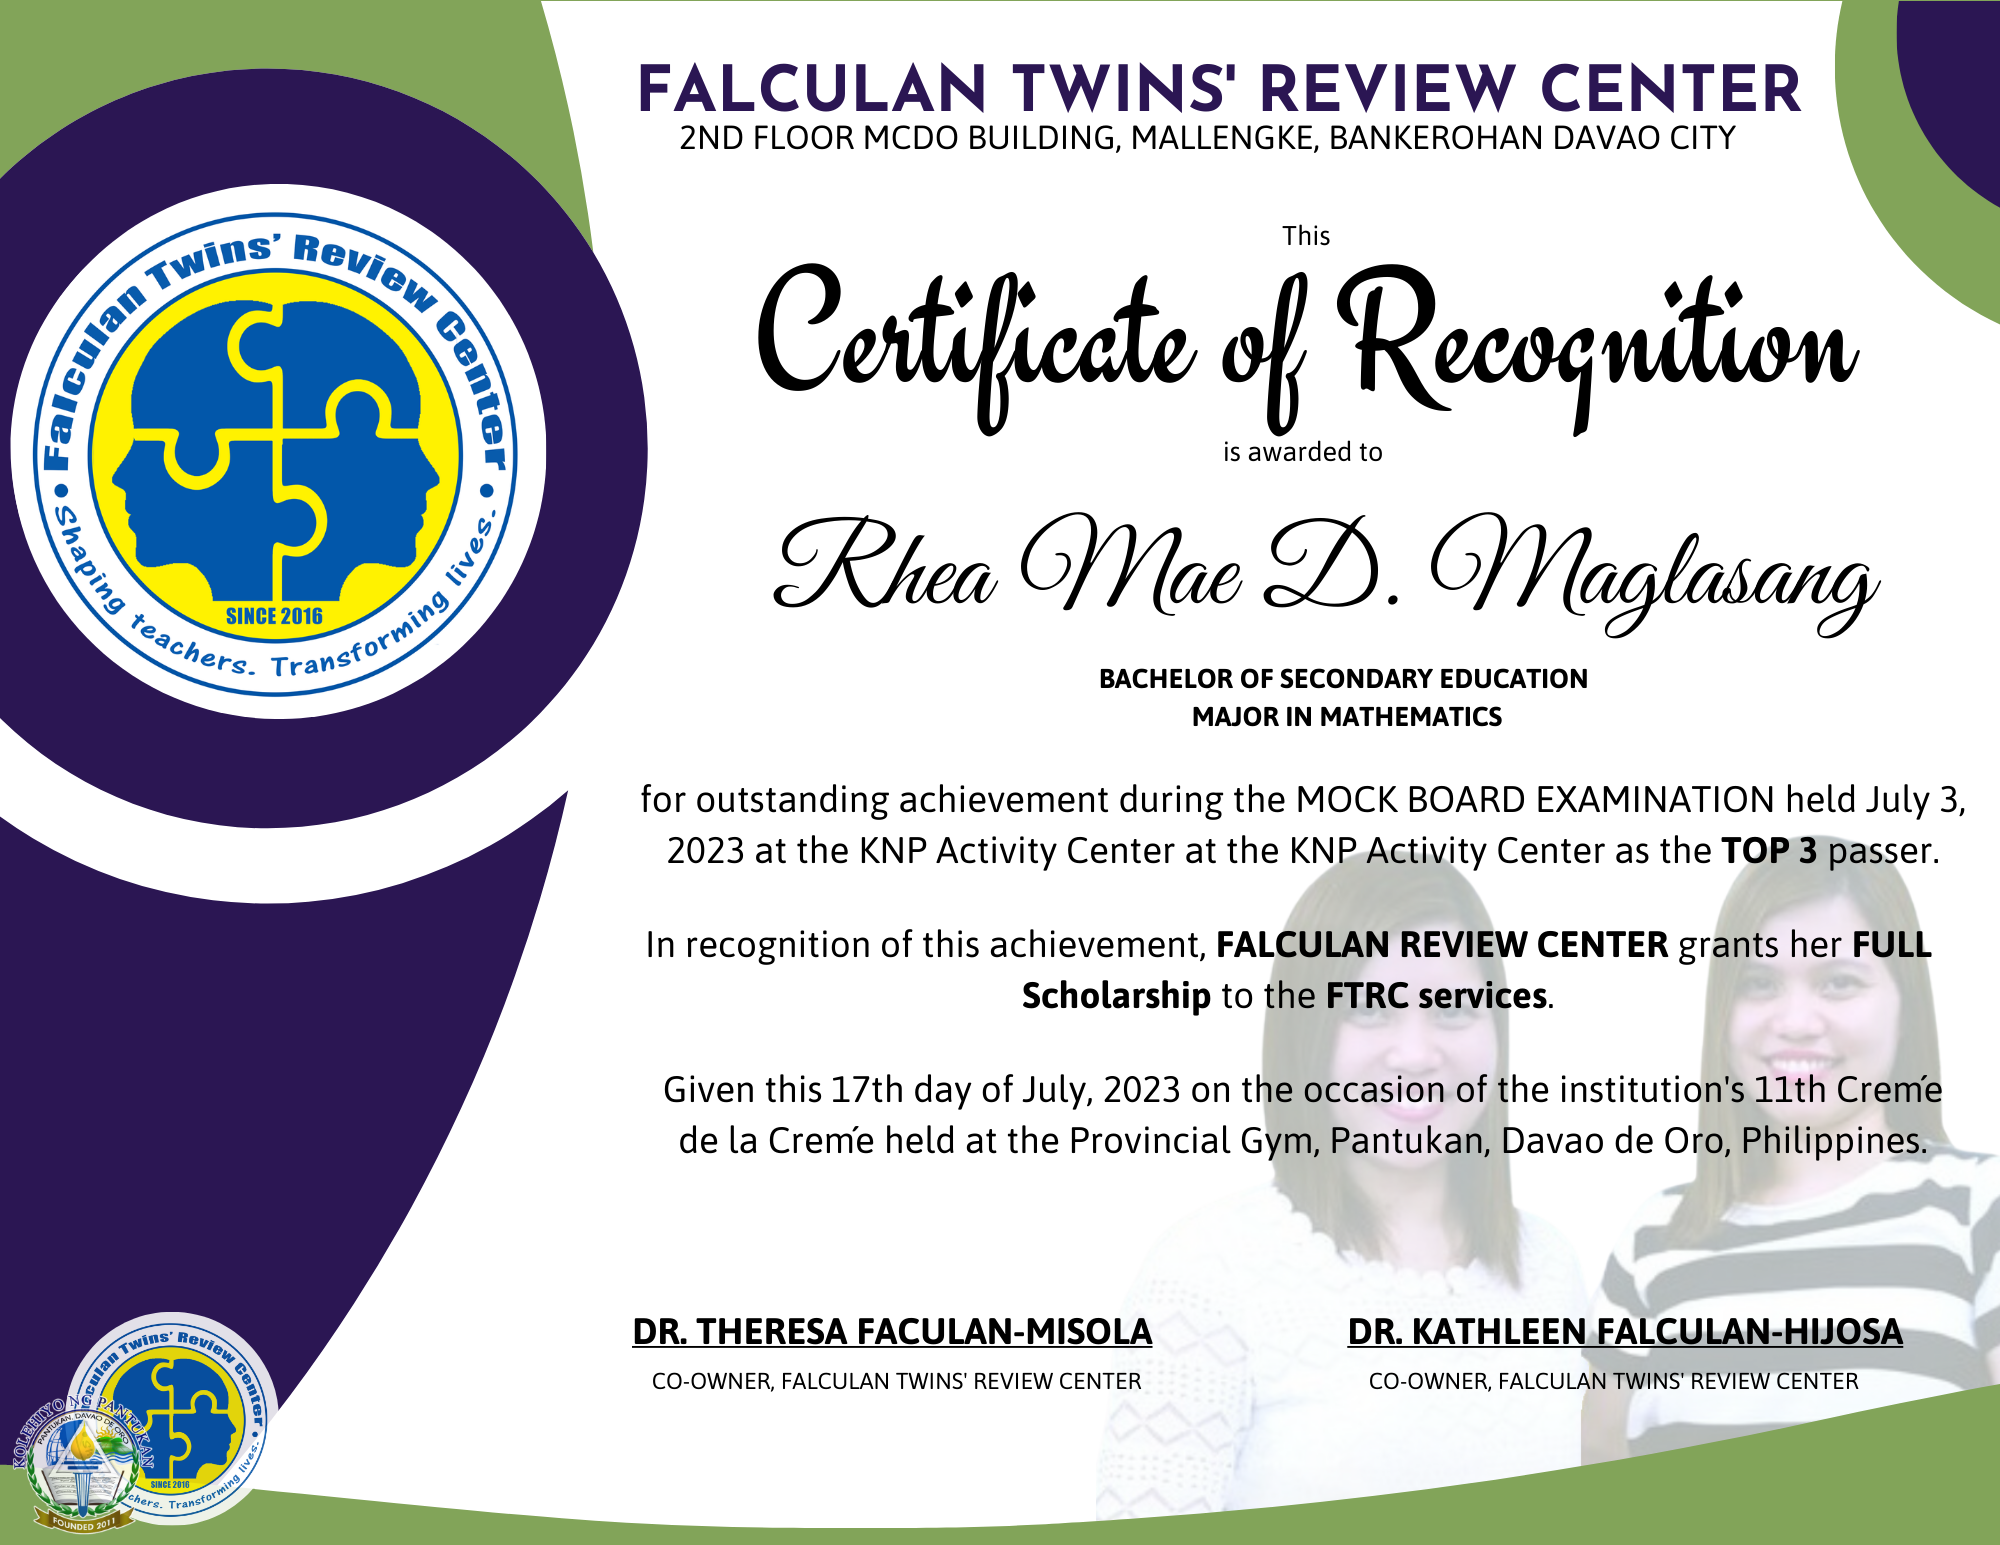 FALCULAN TWINS' REVIEW CENTER
2ND FLOOR MCDO BUILDING, MALLENGKE, BANKEROHAN DAVAO CITY
Falculan Twins' Review Center
Shaping teachers. Transforming lives.
SINCE 2016
This
Certificate of Recognition
is awarded to
Rhea Mae D. Maglasang
BACHELOR OF SECONDARY EDUCATION
MAJOR IN MATHEMATICS
for outstanding achievement during the MOCK BOARD EXAMINATION held July 3,
2023 at the KNP Activity Center at the KNP Activity Center as the TOP 3 passer.
In recognition of this achievement, FALCULAN REVIEW CENTER grants her FULL
Scholarship to the FTRC services.
Given this 17th day of July, 2023 on the occasion of the institution's 11th Creḿe
de la Creḿe held at the Provincial Gym, Pantukan, Davao de Oro, Philippines.
DR. THERESA FACULAN-MISOLA
CO-OWNER, FALCULAN TWINS' REVIEW CENTER
DR. KATHLEEN FALCULAN-HIJOSA
CO-OWNER, FALCULAN TWINS' REVIEW CENTER
culan Twins' Review Center
chers. Transforming lives.
SINCE 2016
KOLEHIYO NG PANTUKAN
PANTUKAN, DAVAO DE ORO
FOUNDED 2011